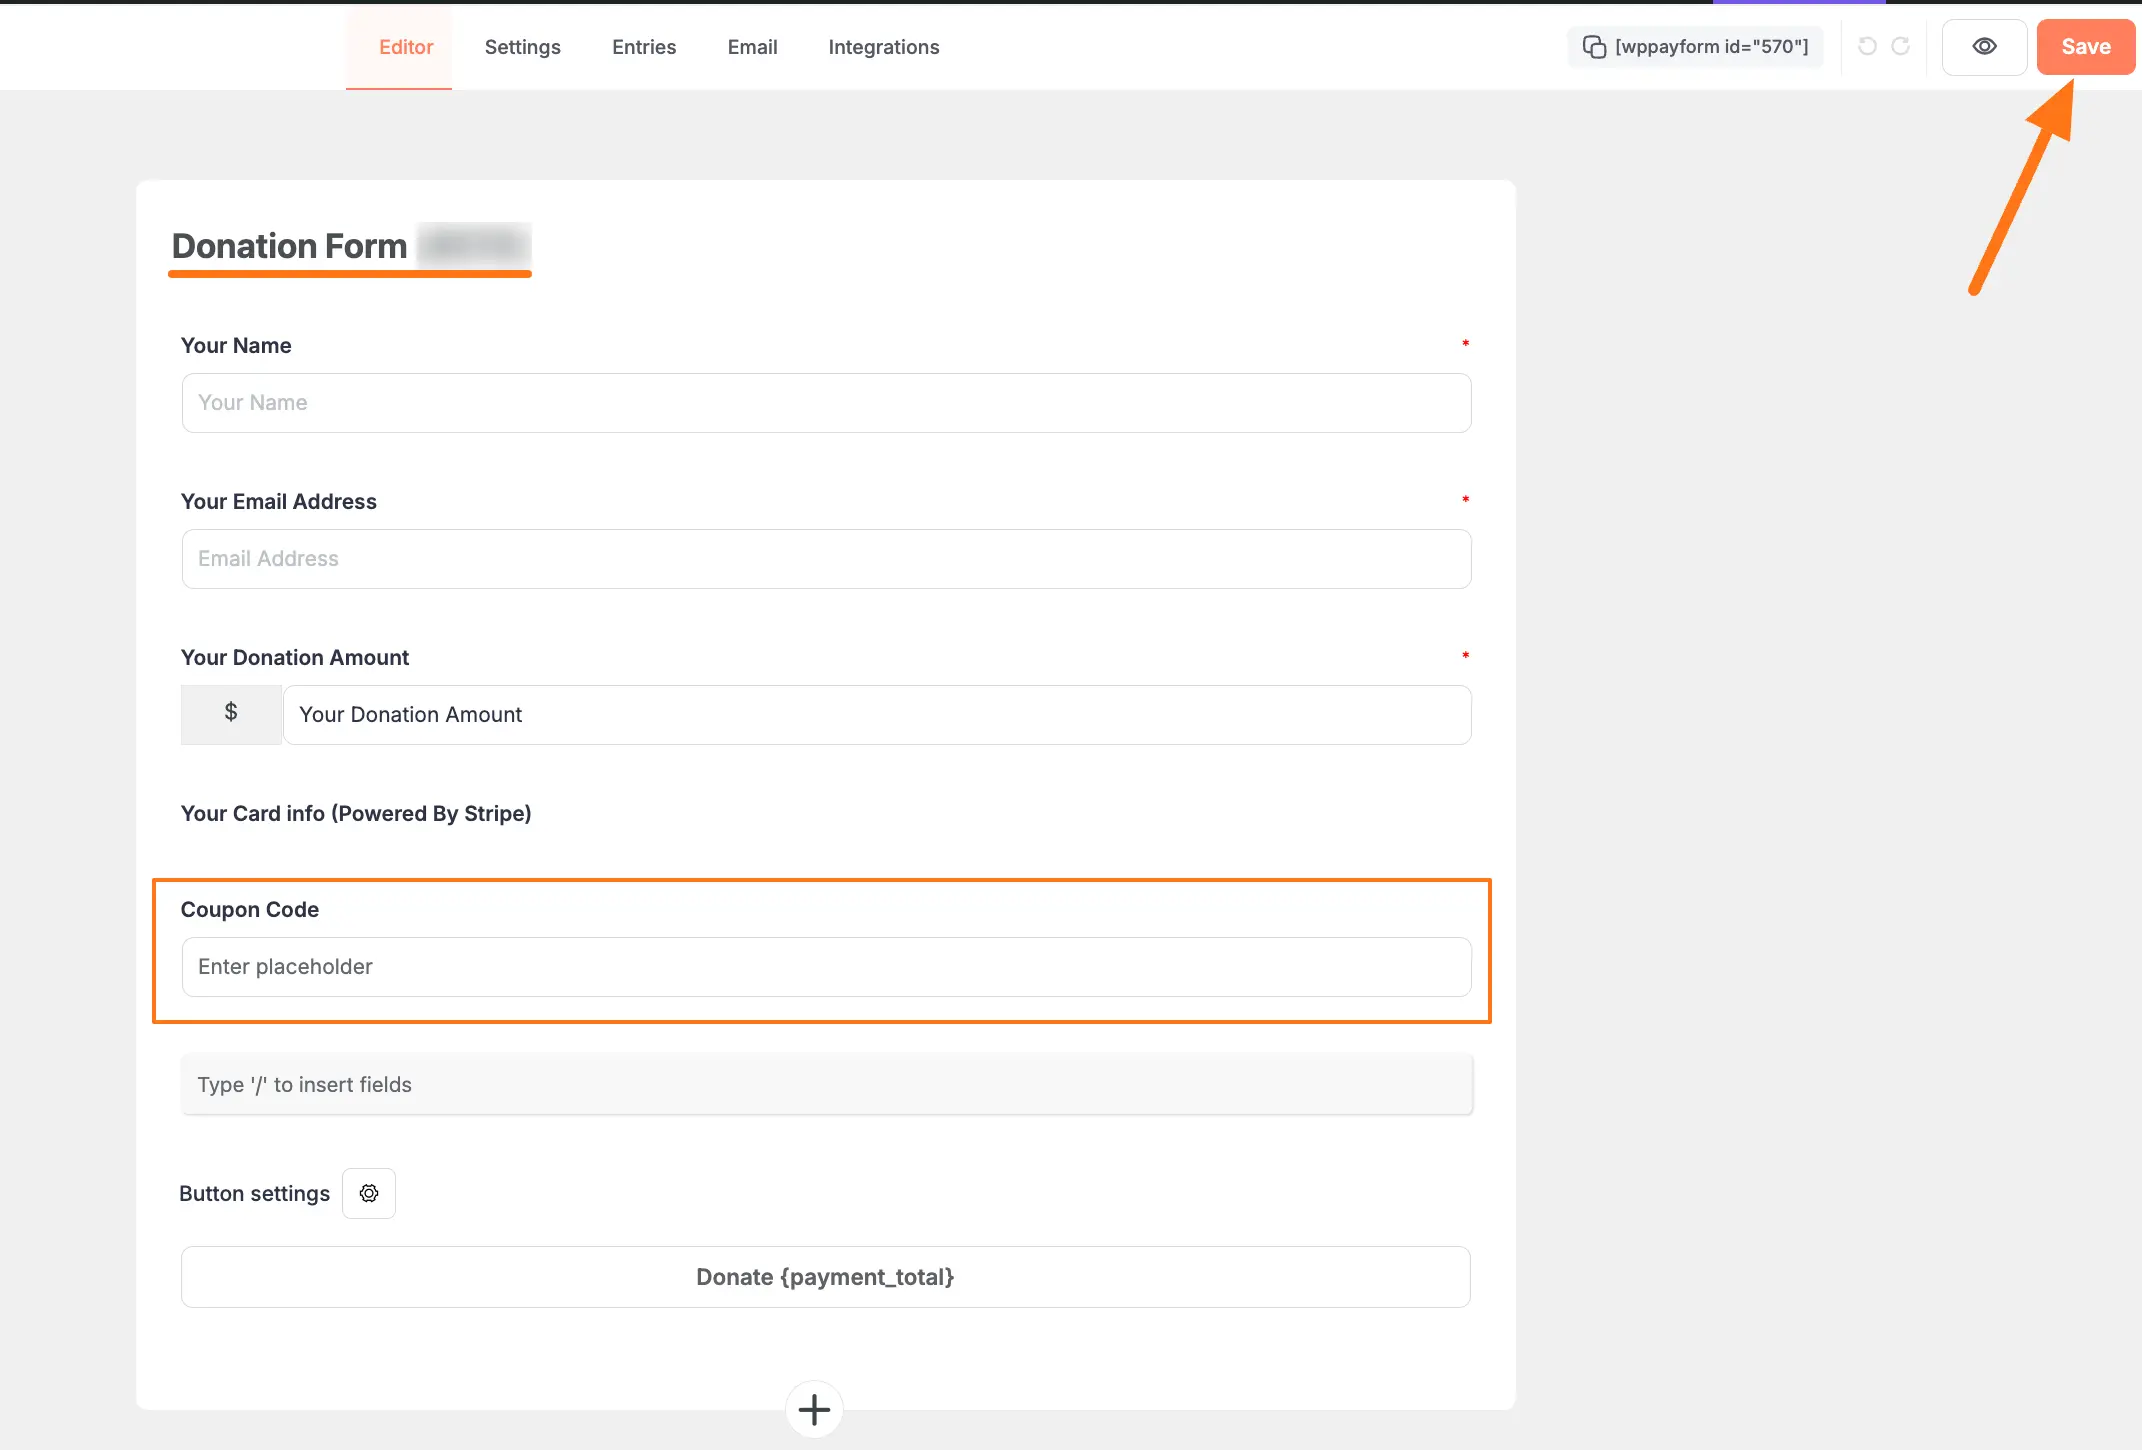 Editor Settings Entries Email Integrations [wppayform id="570"] Save
Donation Form
Your Name *
Your Name
Your Email Address *
Email Address
Your Donation Amount *
$ Your Donation Amount
Your Card info (Powered By Stripe)
Coupon Code
Enter placeholder
Type '/' to insert fields
Button settings
Donate {payment_total}